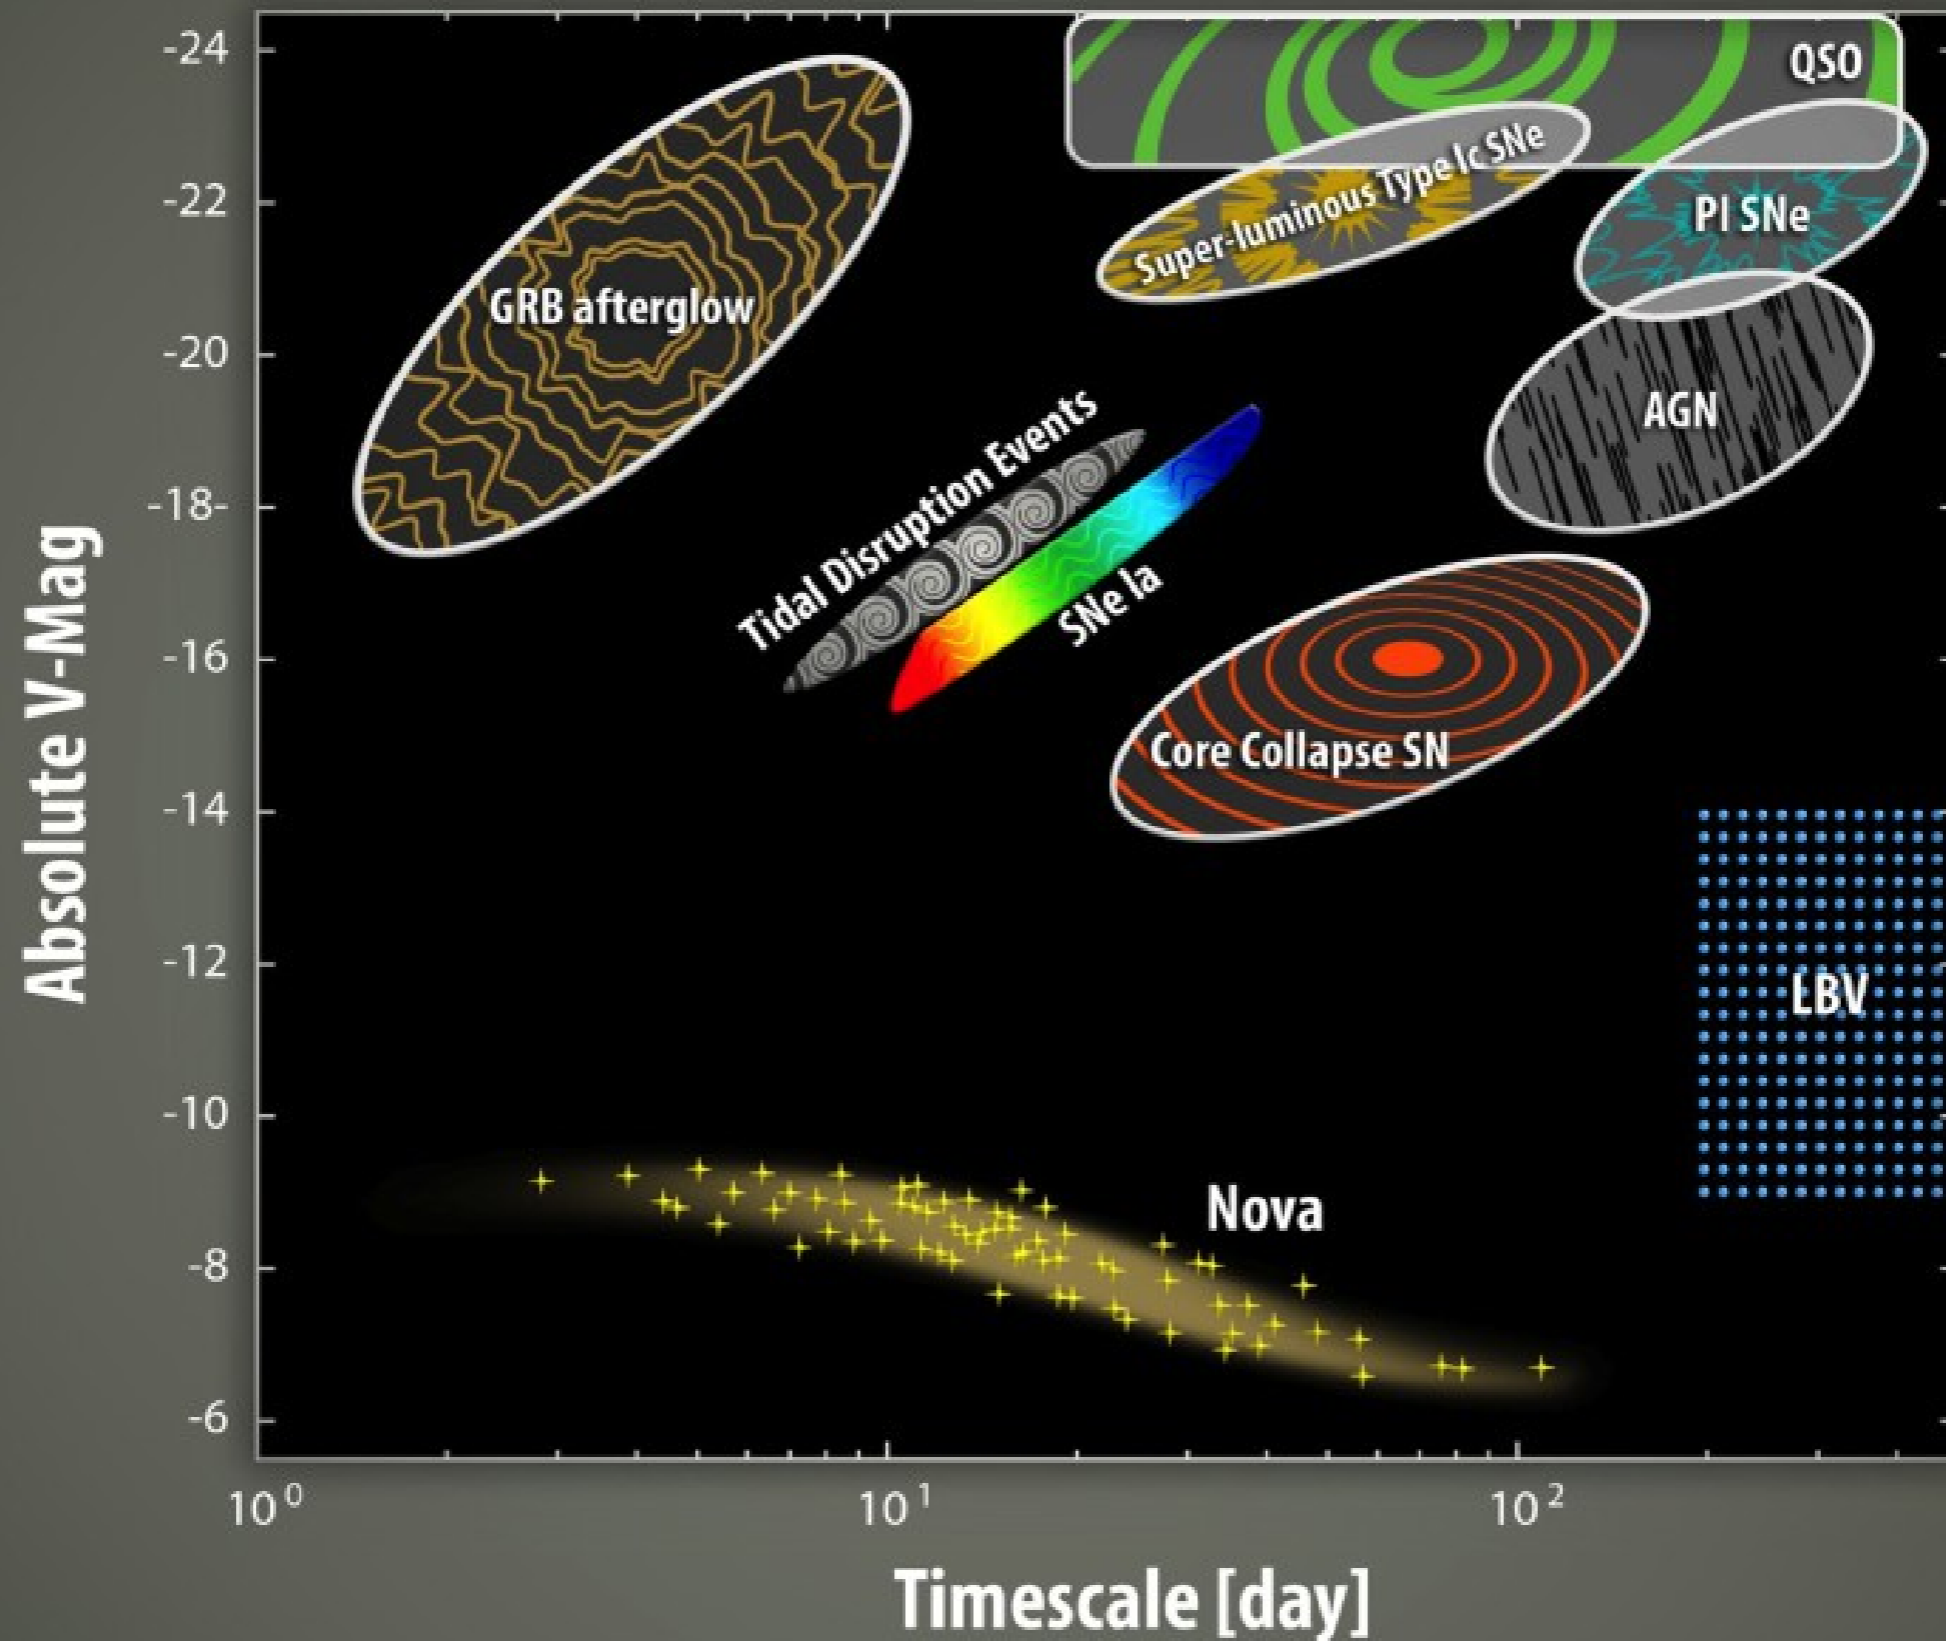 Absolute V-Mag
-24
-22
-20
-18-
-16
-14
-12
-10
-8
-6
QSO
Super-luminous Type Ic SNe
PI SNe
GRB afterglow
AGN
Tidal Disruption Events
SNe Ia
Core Collapse SN
LBV
Nova
10⁰
10¹
10²
Timescale [day]